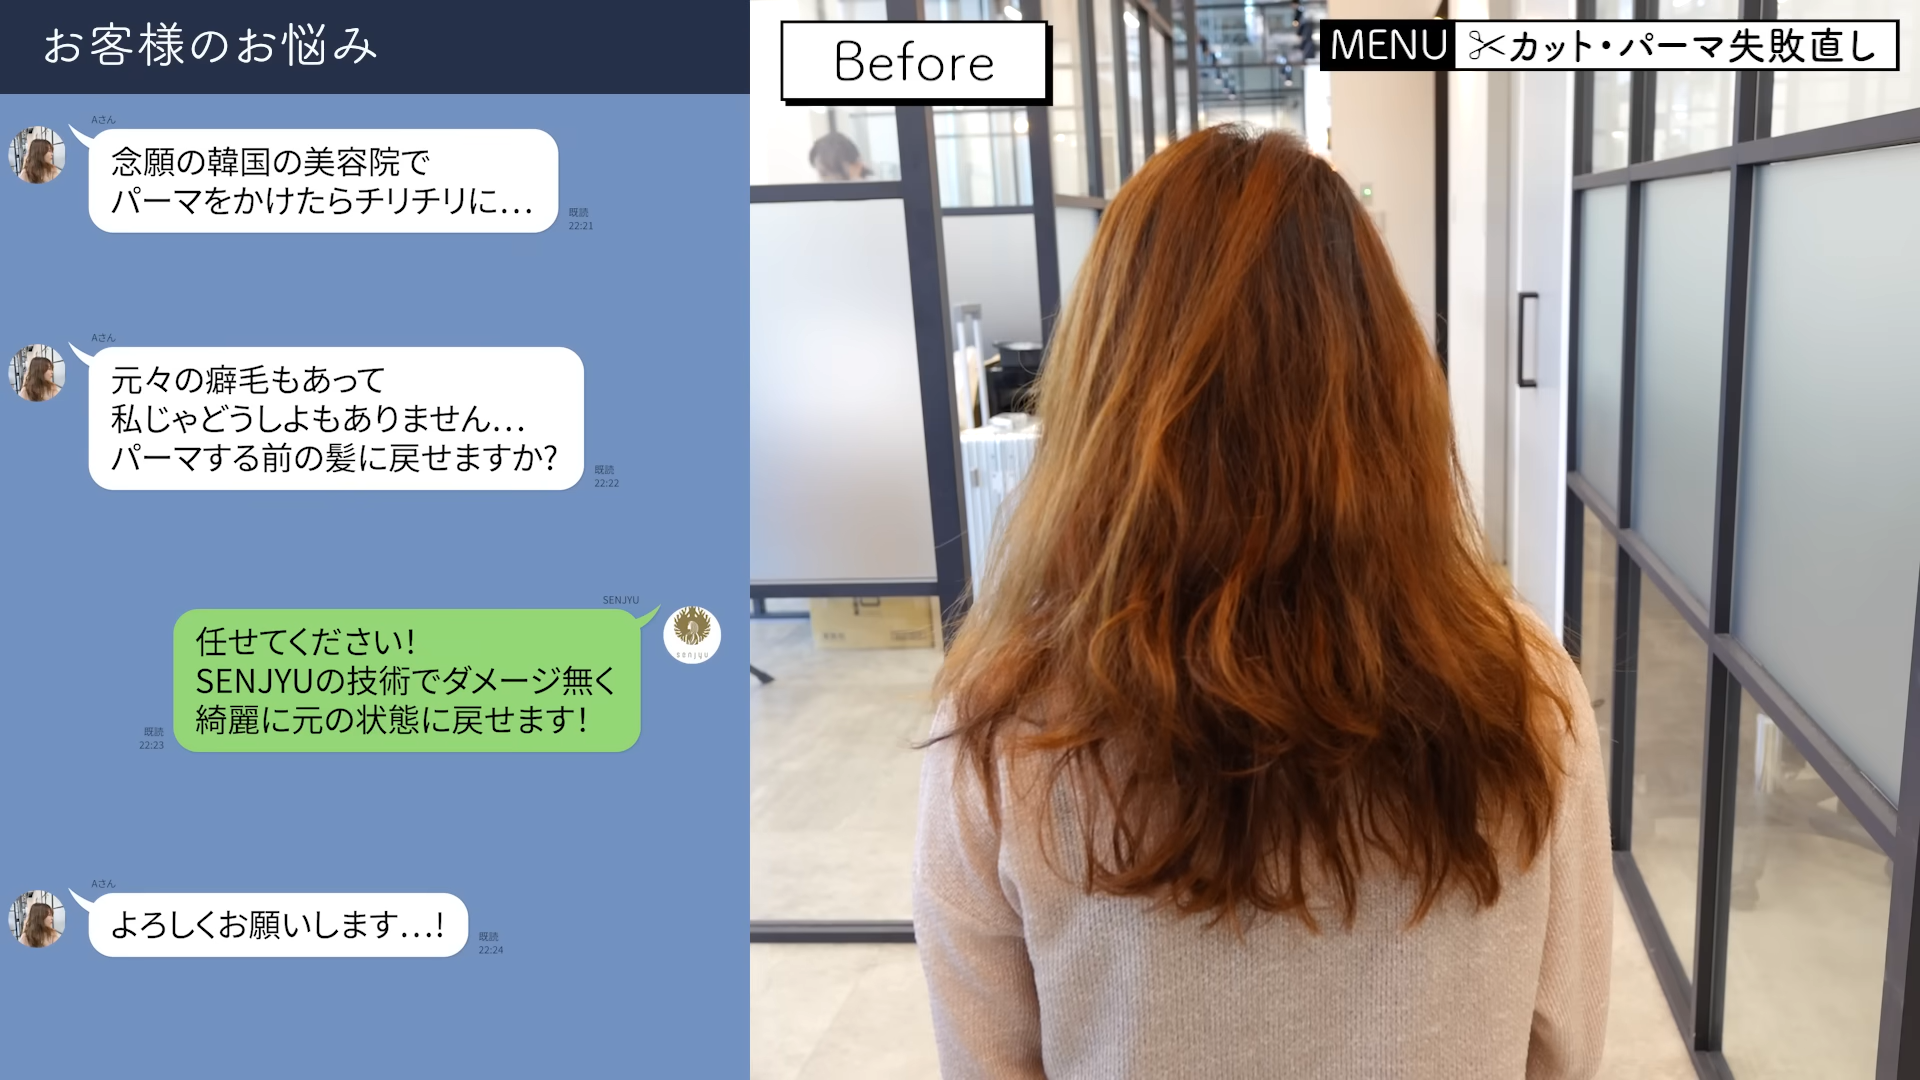 お客様のお悩み
Aさん
念願の韓国の美容院で
パーマをかけたらチリチリに…
既読
22:21
Aさん
元々の癖毛もあって
私じゃどうしよもありません…
パーマする前の髪に戻せますか?
既読
22:22
SENJYU
任せてください!
SENJYUの技術でダメージ無く
綺麗に元の状態に戻せます!
既読
22:23
senjyu
Aさん
よろしくお願いします…!
既読
22:24
Before
MENU ✂カット・パーマ失敗直し